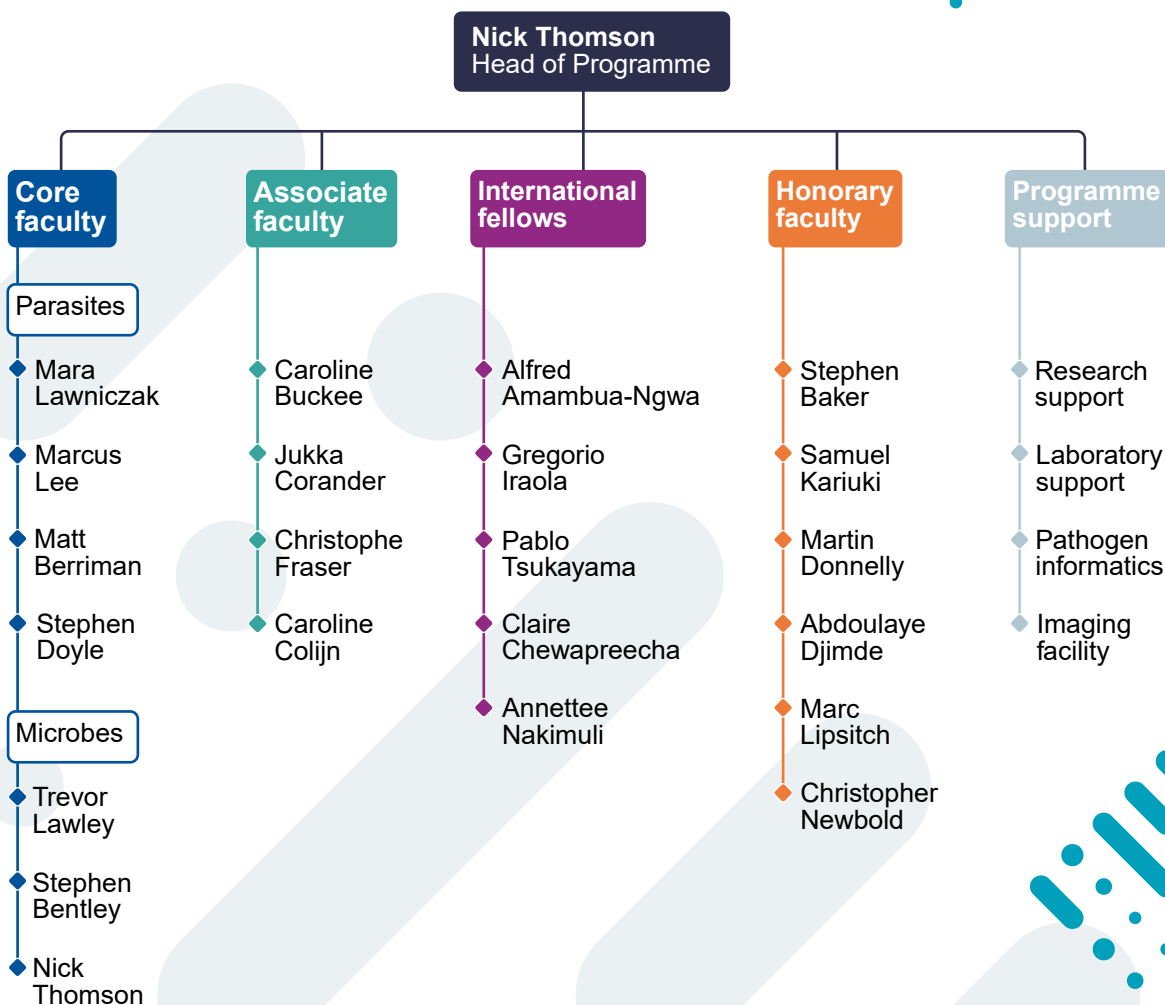 Nick Thomson
Head of Programme
Core
faculty
Parasites
Mara
Lawniczak
Marcus
Lee
Matt
Berriman
Stephen
Doyle
Microbes
Trevor
Lawley
Stephen
Bentley
Nick
Thomson
Associate
faculty
Caroline
Buckee
Jukka
Corander
Christophe
Fraser
Caroline
Colijn
International
fellows
Alfred
Amambua-Ngwa
Gregorio
Iraola
Pablo
Tsukayama
Claire
Chewapreecha
Annettee
Nakimuli
Honorary
faculty
Stephen
Baker
Samuel
Kariuki
Martin
Donnelly
Abdoulaye
Djimde
Marc
Lipsitch
Christopher
Newbold
Programme
support
Research
support
Laboratory
support
Pathogen
informatics
Imaging
facility